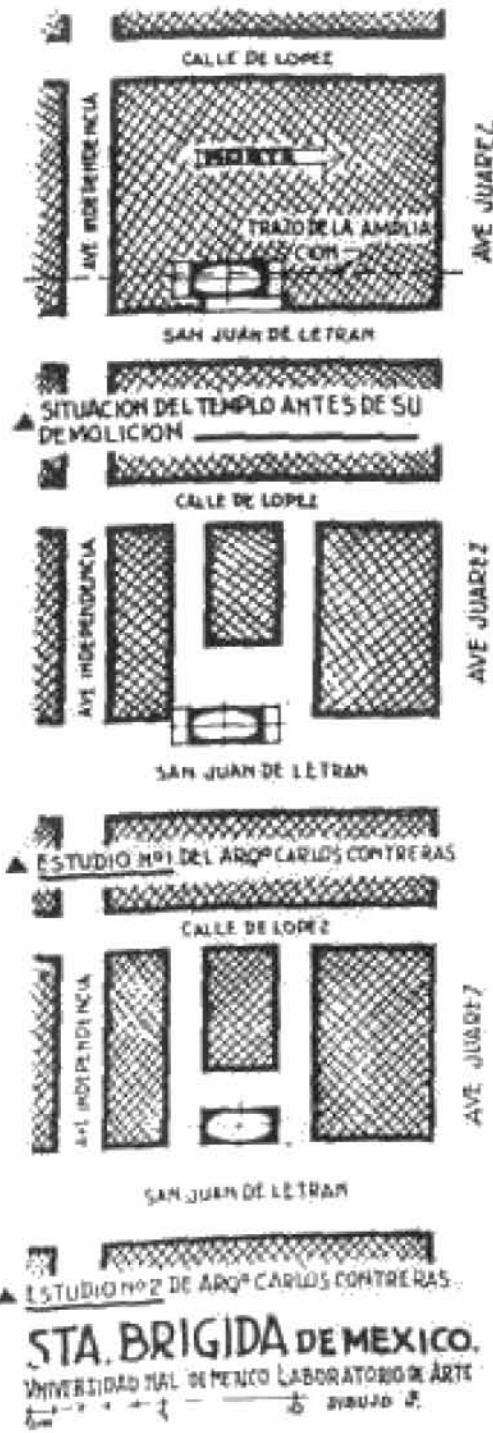 CALLE DE LOPEZ
AVE INDEPENDENCIA
NORTE
AVE JUAREZ
TRAZO DE LA AMPLIA
CION
SAN JUAN DE LETRAN
SITUACION DEL TEMPLO ANTES DE SU
DEMOLICION
CALLE DE LOPEZ
AVE INDEPENDENCIA
AVE JUAREZ
SAN JUAN DE LETRAN
ESTUDIO Nº1 DEL ARQº CARLOS CONTRERAS
CALLE DE LOPEZ
AVE INDEPENDENCIA
AVE JUAREZ
SAN JUAN DE LETRAN
ESTUDIO Nº2 DE ARQº CARLOS CONTRERAS
STA. BRIGIDA DE MEXICO.
UNIVERSIDAD NAL DE MEXICO LABORATORIO DE ARTE
DIBUJO